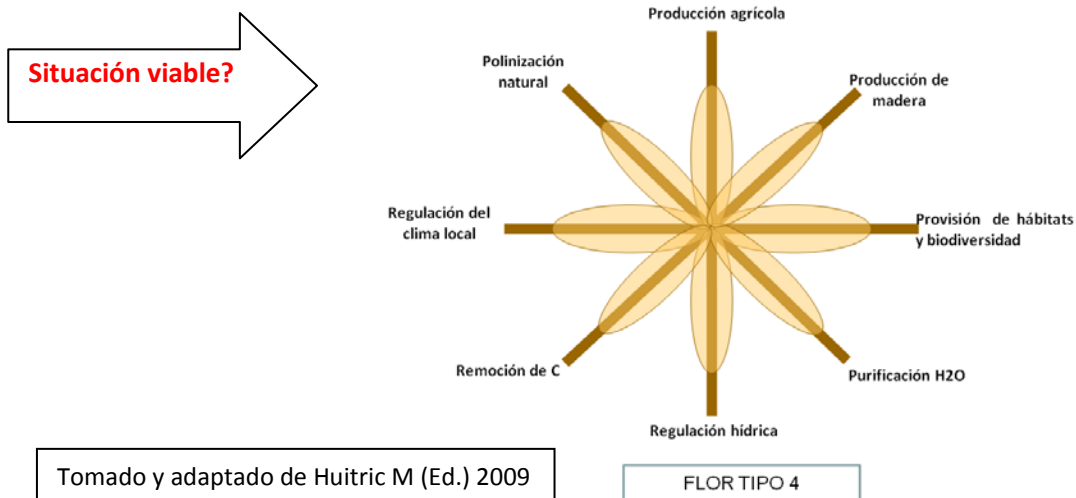 Situación viable?
Producción agrícola
Polinización
natural
Producción de
madera
Regulación del
clima local
Provisión de hábitats
y biodiversidad
Remoción de C
Purificación H2O
Regulación hídrica
Tomado y adaptado de Huitric M (Ed.) 2009
FLOR TIPO 4